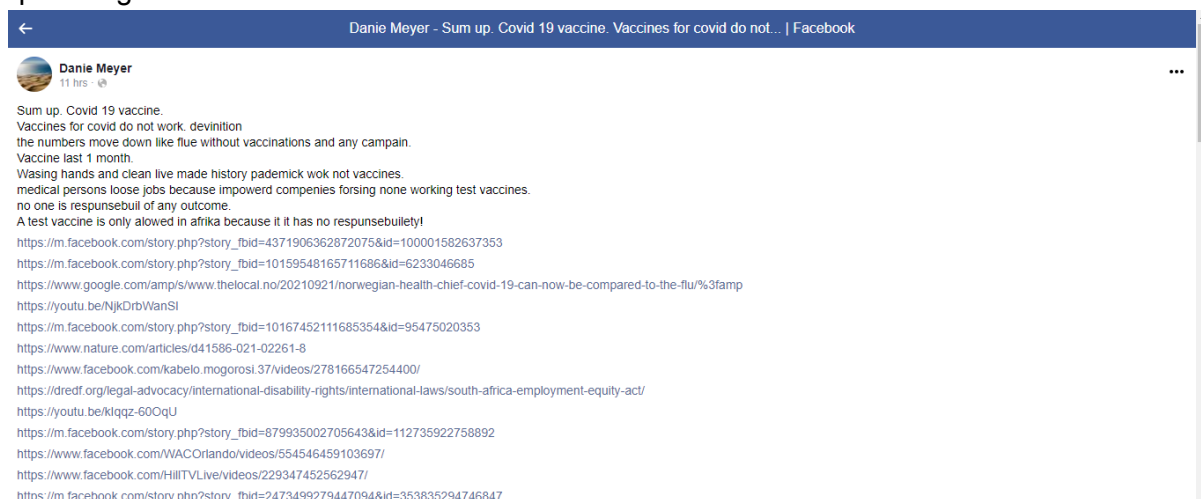 Danie Meyer - Sum up. Covid 19 vaccine. Vaccines for covid do not... | Facebook
Danie Meyer
11 hrs ·
Sum up. Covid 19 vaccine.
Vaccines for covid do not work. devinition
the numbers move down like flue without vaccinations and any campain.
Vaccine last 1 month.
Wasing hands and clean live made history pademick wok not vaccines.
medical persons loose jobs because impowerd compenies forsing none working test vaccines.
no one is respunsebuil of any outcome.
A test vaccine is only alowed in afrika because it it has no respunsebuilety!
https://m.facebook.com/story.php?story_fbid=4371906362872075&id=100001582637353
https://m.facebook.com/story.php?story_fbid=10159548165711686&id=6233046685
https://www.google.com/amp/s/www.thelocal.no/20210921/norwegian-health-chief-covid-19-can-now-be-compared-to-the-flu/%3famp
https://youtu.be/NjkDrbWanSI
https://m.facebook.com/story.php?story_fbid=10167452111685354&id=95475020353
https://www.nature.com/articles/d41586-021-02261-8
https://www.facebook.com/kabelo.mogorosi.37/videos/278166547254400/
https://dredf.org/legal-advocacy/international-disability-rights/international-laws/south-africa-employment-equity-act/
https://youtu.be/klqqz-60OqU
https://m.facebook.com/story.php?story_fbid=879935002705643&id=112735922758892
https://www.facebook.com/WACOrlando/videos/554546459103697/
https://www.facebook.com/HillTVLive/videos/229347452562947/
https://m.facebook.com/story.php?story_fbid=2473499279447094&id=353835294746847